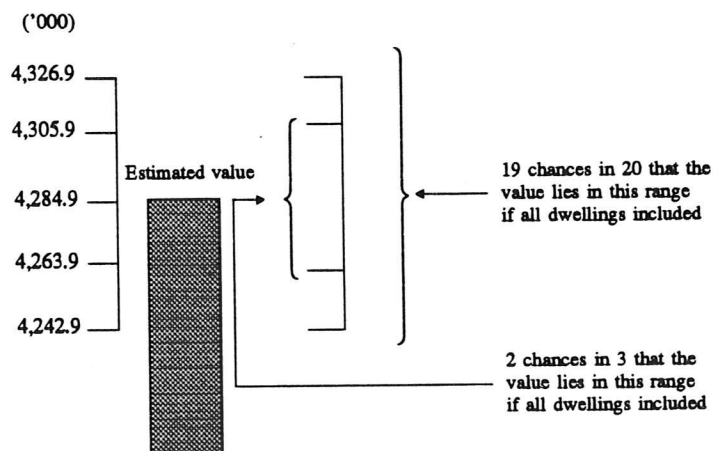 ('000)
4,326.9
4,305.9
Estimated value
4,284.9
4,263.9
4,242.9
19 chances in 20 that the
value lies in this range
if all dwellings included
2 chances in 3 that the
value lies in this range
if all dwellings included